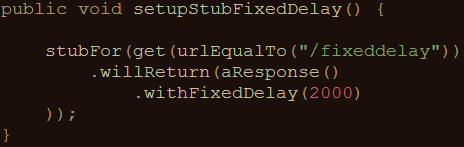 public void setupStubFixedDelay() {
stubFor(get(urlEqualTo("/fixeddelay"))
.willReturn(aResponse()
.withFixedDelay(2000)
));
}